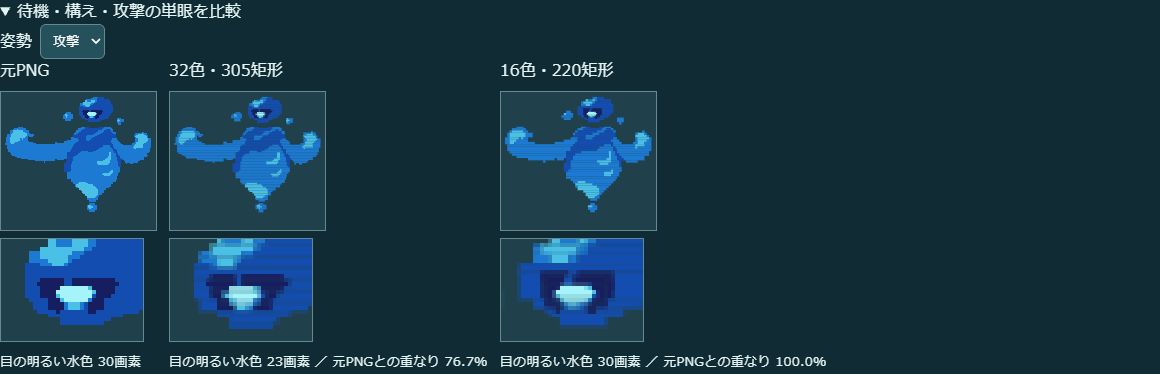 ▼ 待機・構え・攻撃の単眼を比較
姿勢 攻撃
元PNG 32色・305矩形 16色・220矩形
目の明るい水色 30画素 目の明るい水色 23画素 ／ 元PNGとの重なり 76.7% 目の明るい水色 30画素 ／ 元PNGとの重なり 100.0%